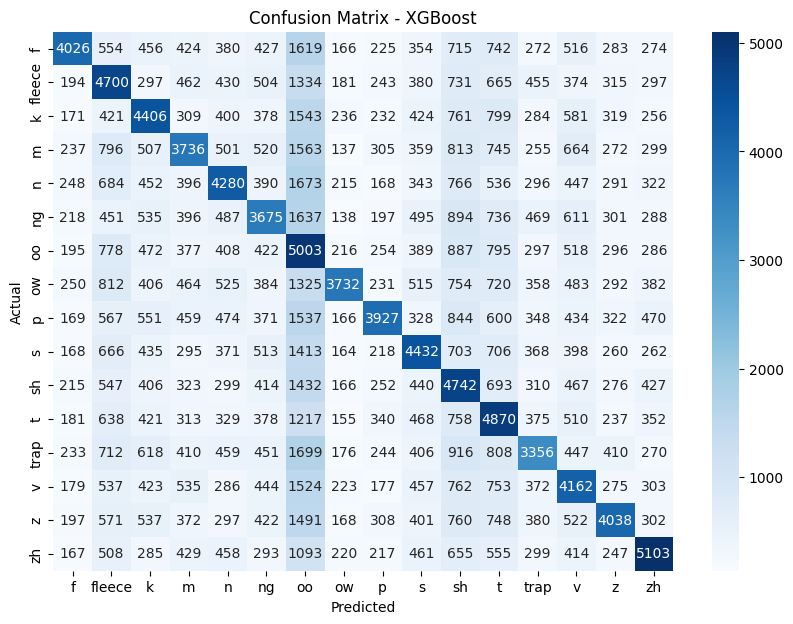 Confusion Matrix - XGBoost
f 4026 554 456 424 380 427 1619 166 225 354 715 742 272 516 283 274
fleece 194 4700 297 462 430 504 1334 181 243 380 731 665 455 374 315 297
k 171 421 4406 309 400 378 1543 236 232 424 761 799 284 581 319 256
m 237 796 507 3736 501 520 1563 137 305 359 813 745 255 664 272 299
n 248 684 452 396 4280 390 1673 215 168 343 766 536 296 447 291 322
ng 218 451 535 396 487 3675 1637 138 197 495 894 736 469 611 301 288
oo 195 778 472 377 408 422 5003 216 254 389 887 795 297 518 296 286
ow 250 812 406 464 525 384 1325 3732 231 515 754 720 358 483 292 382
p 169 567 551 459 474 371 1537 166 3927 328 844 600 348 434 322 470
s 168 666 435 295 371 513 1413 164 218 4432 703 706 368 398 260 262
sh 215 547 406 323 299 414 1432 166 252 440 4742 693 310 467 276 427
t 181 638 421 313 329 378 1217 155 340 468 758 4870 375 510 237 352
trap 233 712 618 410 459 451 1699 176 244 406 916 808 3356 447 410 270
v 179 537 423 535 286 444 1524 223 177 457 762 753 372 4162 275 303
z 197 571 537 372 297 422 1491 168 308 401 760 748 380 522 4038 302
zh 167 508 285 429 458 293 1093 220 217 461 655 555 299 414 247 5103
f fleece k m n ng oo ow p s sh t trap v z zh
Predicted
Actual
5000
4000
3000
2000
1000